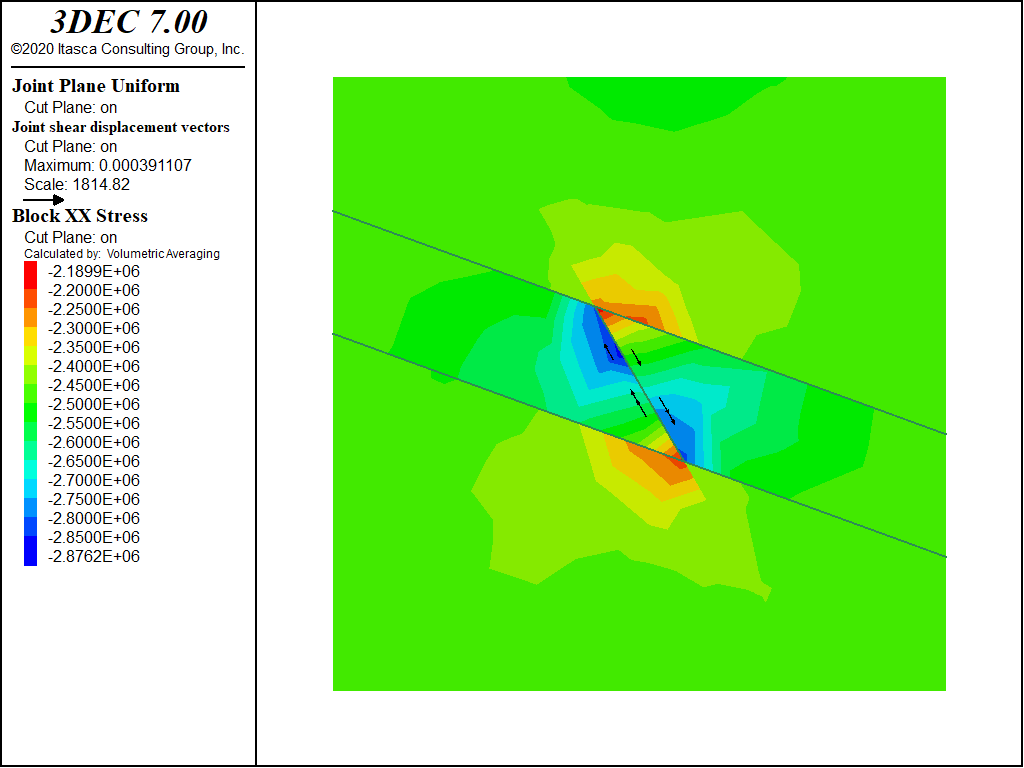 3DEC 7.00
©2020 Itasca Consulting Group, Inc.
Joint Plane Uniform
Cut Plane: on
Joint shear displacement vectors
Cut Plane: on
Maximum: 0.000391107
Scale: 1814.82
Block XX Stress
Cut Plane: on
Calculated by: Volumetric Averaging
-2.1899E+06
-2.2000E+06
-2.2500E+06
-2.3000E+06
-2.3500E+06
-2.4000E+06
-2.4500E+06
-2.5000E+06
-2.5500E+06
-2.6000E+06
-2.6500E+06
-2.7000E+06
-2.7500E+06
-2.8000E+06
-2.8500E+06
-2.8762E+06